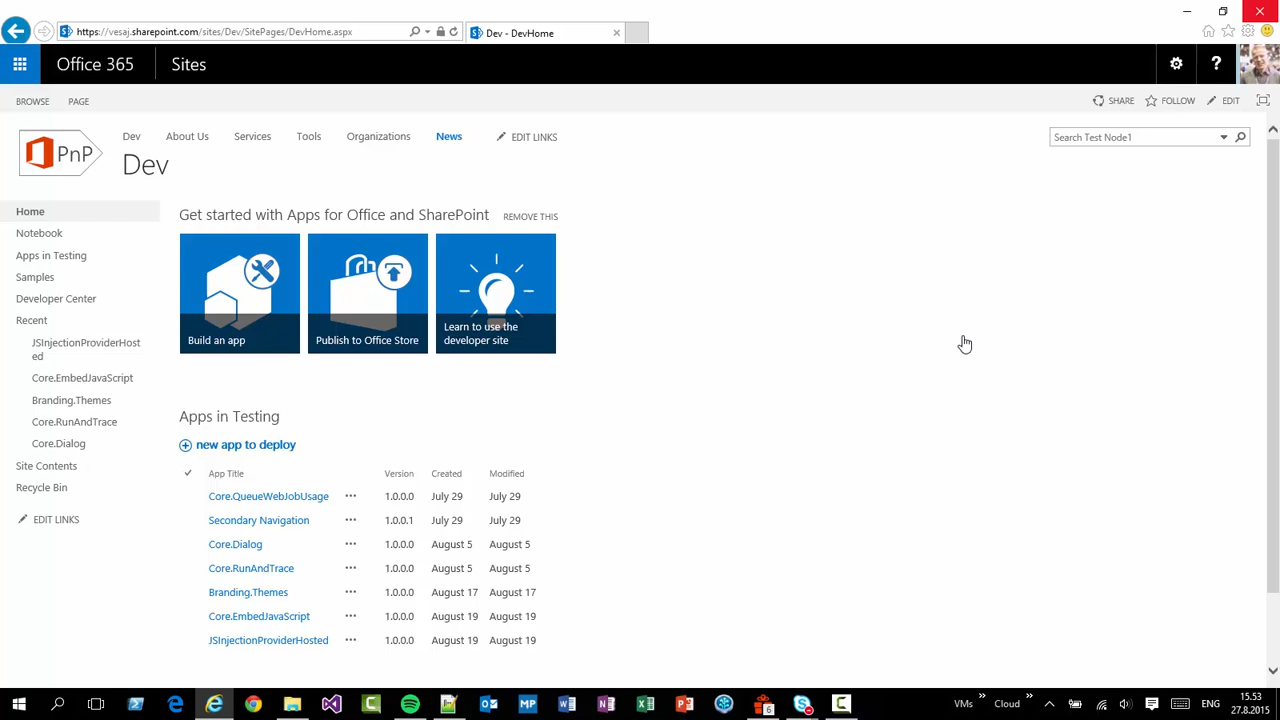 https://vesaj.sharepoint.com/sites/Dev/SitePages/DevHome.aspx
Dev - DevHome
Office 365
Sites
?
BROWSE
PAGE
SHARE
FOLLOW
EDIT
PnP
Dev
About Us
Services
Tools
Organizations
News
EDIT LINKS
Search Test Node1
Dev
Home
Notebook
Apps in Testing
Samples
Developer Center
Recent
JSInjectionProviderHost
ed
Core.EmbedJavaScript
Branding.Themes
Core.RunAndTrace
Core.Dialog
Site Contents
Recycle Bin
EDIT LINKS
Get started with Apps for Office and SharePoint
REMOVE THIS
Build an app
Publish to Office Store
Learn to use the
developer site
Apps in Testing
new app to deploy
App Title Version Created Modified
Core.QueueWebJobUsage ... 1.0.0.0 July 29 July 29
Secondary Navigation ... 1.0.0.1 July 29 July 29
Core.Dialog ... 1.0.0.0 August 5 August 5
Core.RunAndTrace ... 1.0.0.0 August 5 August 5
Branding.Themes ... 1.0.0.0 August 17 August 17
Core.EmbedJavaScript ... 1.0.0.0 August 19 August 19
JSInjectionProviderHosted ... 1.0.0.0 August 19 August 19
VMs
Cloud
ENG
15.53
27.8.2015